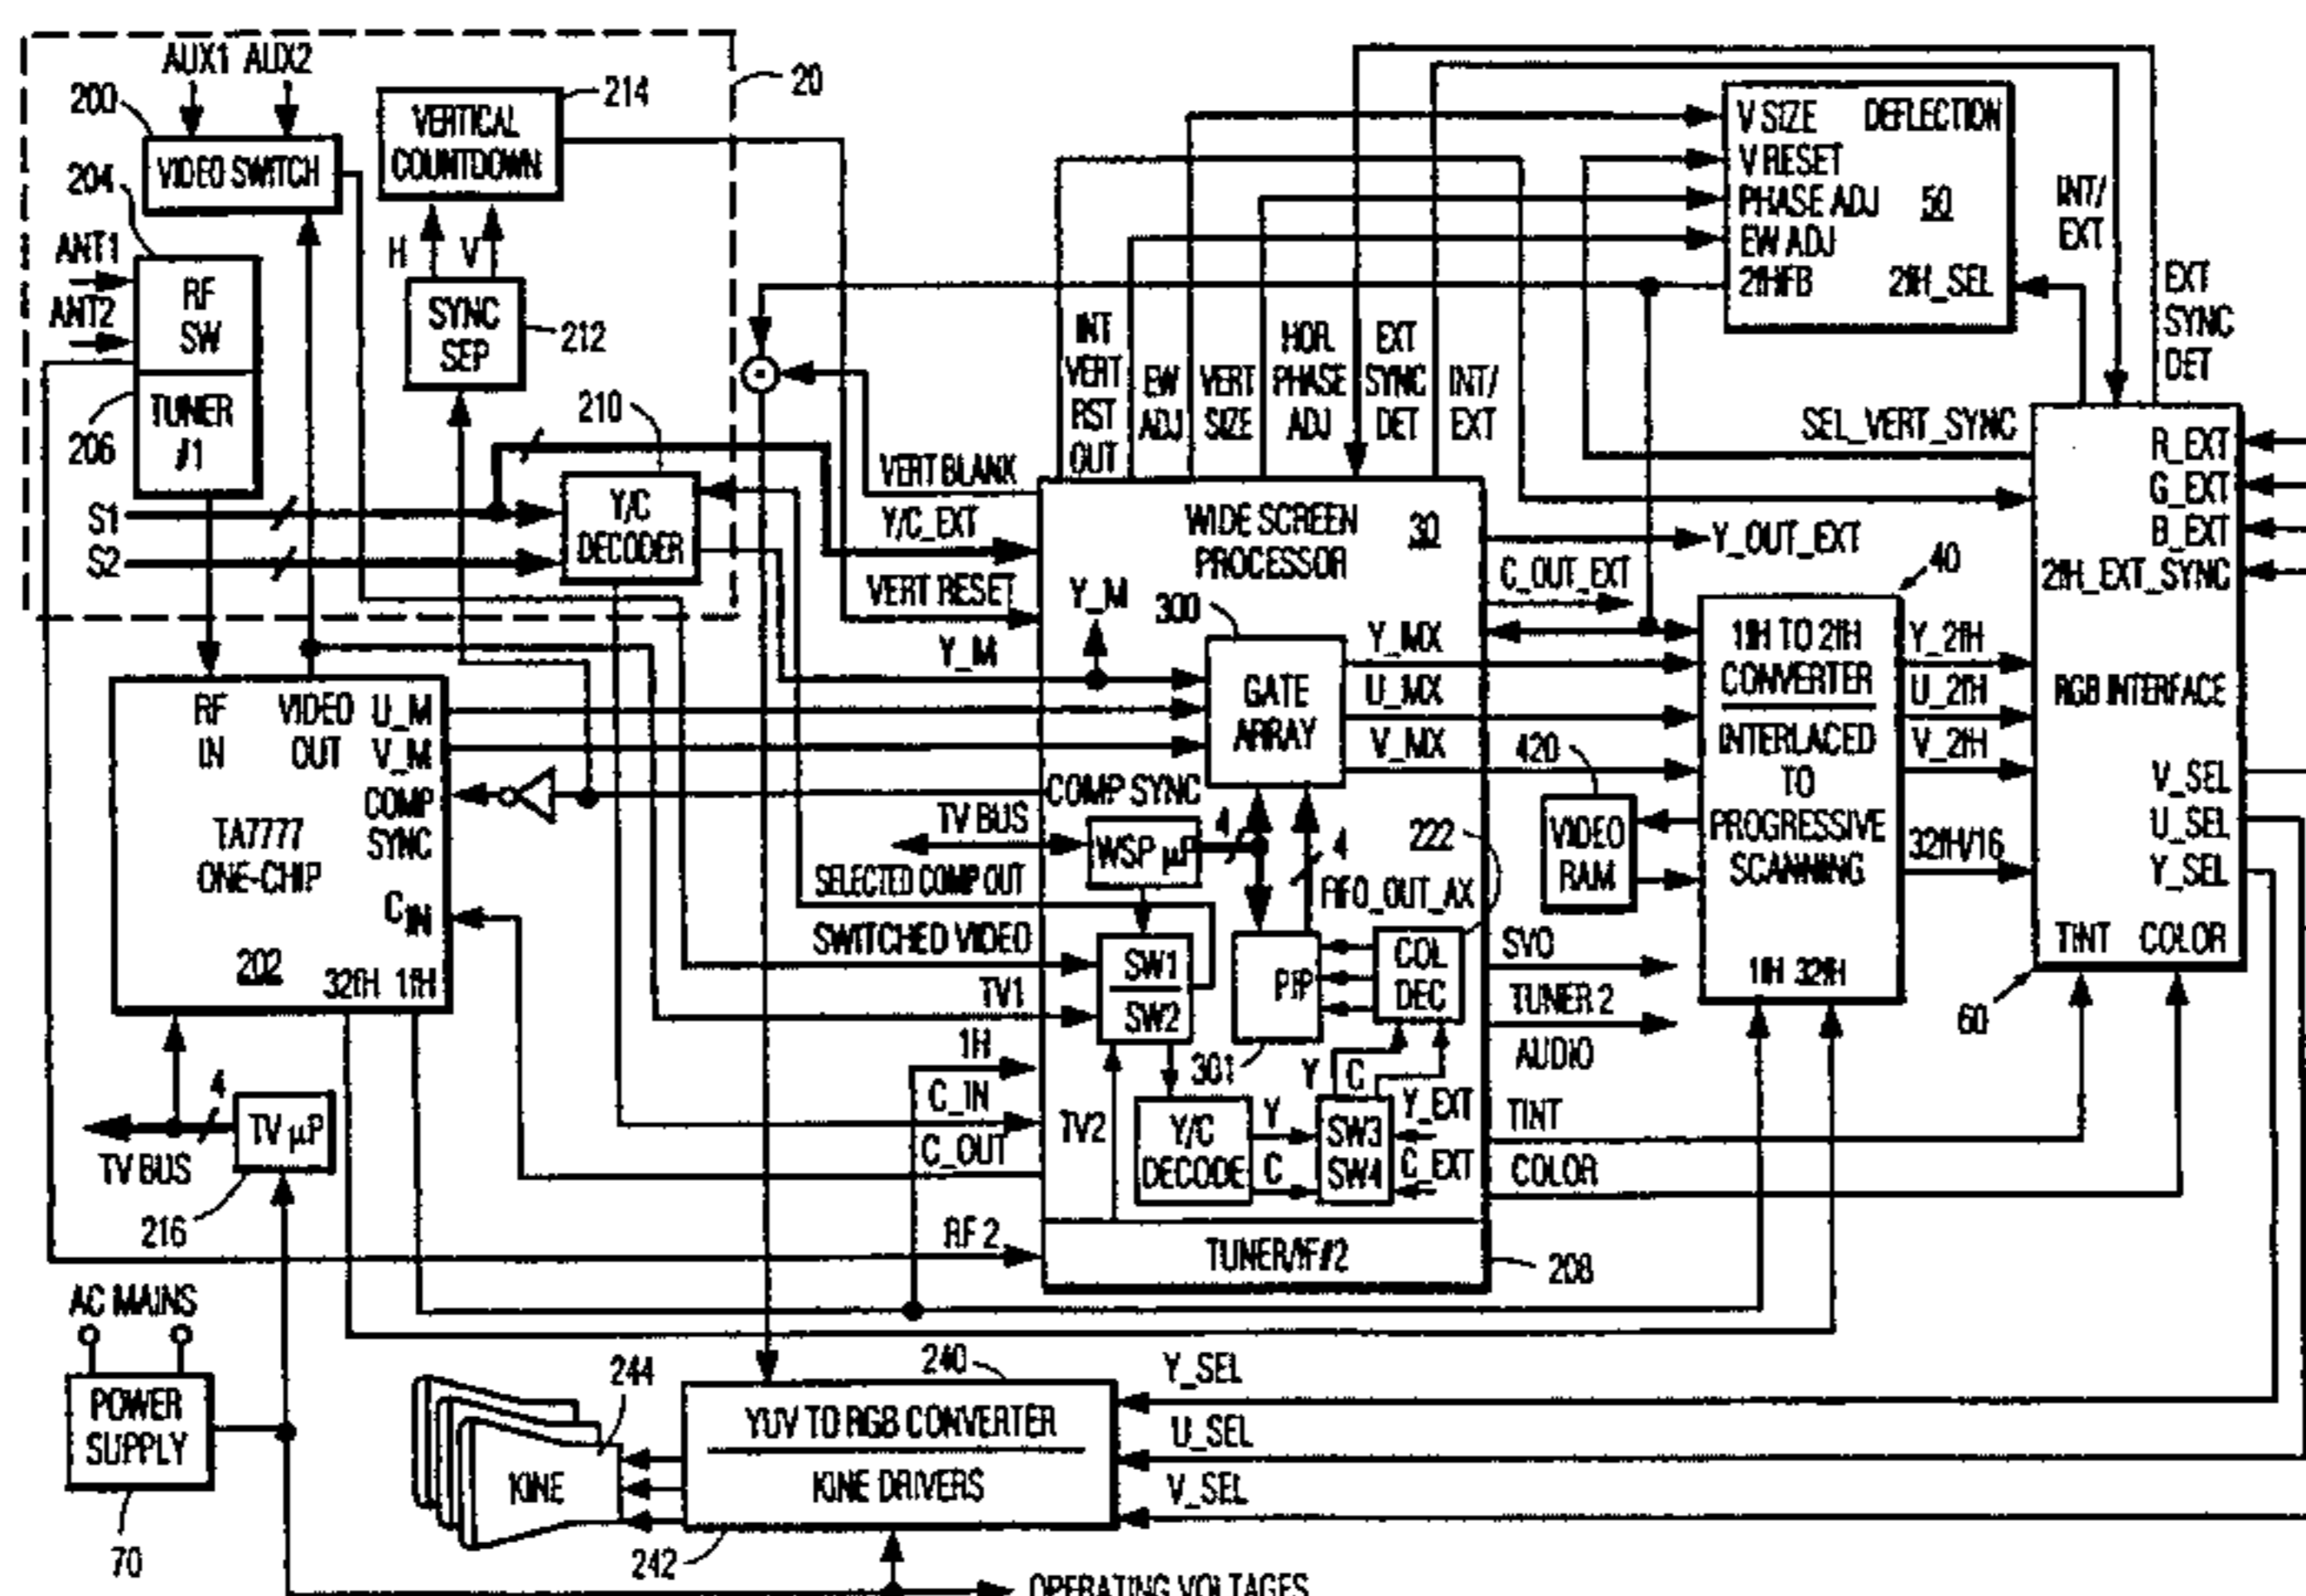 AUX1 AUX2
200
VIDEO SWITCH
204
214
VERTICAL
COUNTDOWN
20
H
V
ANT1
ANT2
RF
SW
SYNC
SEP
212
206
TUNER
#1
210
S1
S2
Y/C
DECODER
VERT BLANK
Y/C_EXT
VERT RESET
Y_M
INT
VERT
RST
OUT
EW
ADJ
VERT
SIZE
HOR.
PHASE
ADJ
EXT
SYNC
DET
INT/
EXT
V SIZE
DEFLECTION
V RESET
PHASE ADJ
50
EW ADJ
2fHFB
2fH_SEL
INT/
EXT
EXT
SYNC
DET
SEL_VERT_SYNC
R_EXT
G_EXT
B_EXT
2fH_EXT_SYNC
RGB INTERFACE
V_SEL
U_SEL
Y_SEL
TINT
COLOR
60
WIDE SCREEN
PROCESSOR
30
Y_OUT_EXT
C_OUT_EXT
40
Y_M
300
GATE
ARRAY
Y_MX
U_MX
V_MX
1fH TO 2fH
CONVERTER
INTERLACED
TO
PROGRESSIVE
SCANNING
1fH
32fH
Y_2fH
U_2fH
V_2fH
32fH/16
420
VIDEO
RAM
RF
IN
VIDEO
OUT
U_M
V_M
COMP
SYNC
TA7777
ONE-CHIP
C IN
202
32fH
1fH
COMP SYNC
TV BUS
WSP µP
4
4
222
SELECTED COMP OUT
FIFO_OUT_AX
SWITCHED VIDEO
SW1
SW2
PIP
COL
DEC
SVO
TV1
TUNER 2
AUDIO
1H
301
Y
C
C_IN
TV2
Y/C
DECODE
Y
C
SW3
SW4
Y_EXT
C_EXT
TINT
COLOR
C_OUT
4
TV µP
TV BUS
216
RF 2
TUNER/IF#2
208
AC MAINS
POWER
SUPPLY
70
244
KINE
240
YUV TO RGB CONVERTER
KINE DRIVERS
242
Y_SEL
U_SEL
V_SEL
OPERATING VOLTAGES